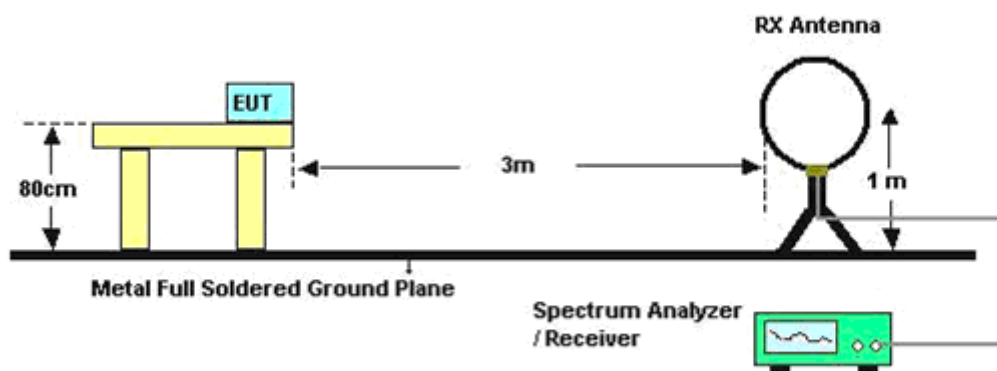 RX Antenna
EUT
80cm
3m
1 m
Metal Full Soldered Ground Plane
Spectrum Analyzer
/ Receiver